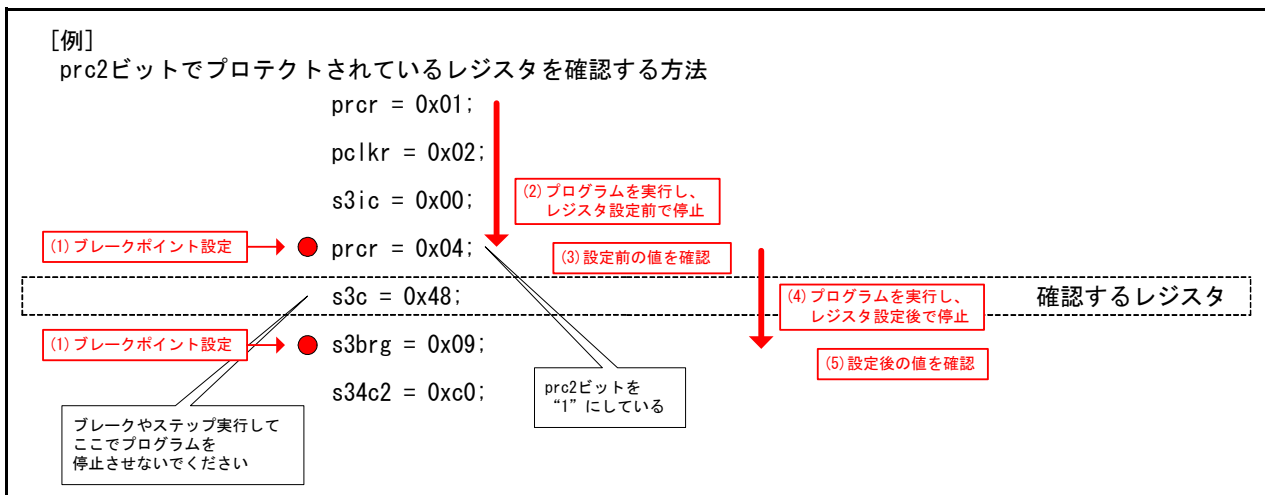 [例]
prc2ビットでプロテクトされているレジスタを確認する方法
prcr = 0x01;
pclkr = 0x02;
s3ic = 0x00;
(2)プログラムを実行し、
レジスタ設定前で停止
(1)ブレークポイント設定
prcr = 0x04;
(3)設定前の値を確認
s3c = 0x48;
(4)プログラムを実行し、
レジスタ設定後で停止
確認するレジスタ
(1)ブレークポイント設定
s3brg = 0x09;
(5)設定後の値を確認
s34c2 = 0xc0;
prc2ビットを
“1”にしている
ブレークやステップ実行して
ここでプログラムを
停止させないでください